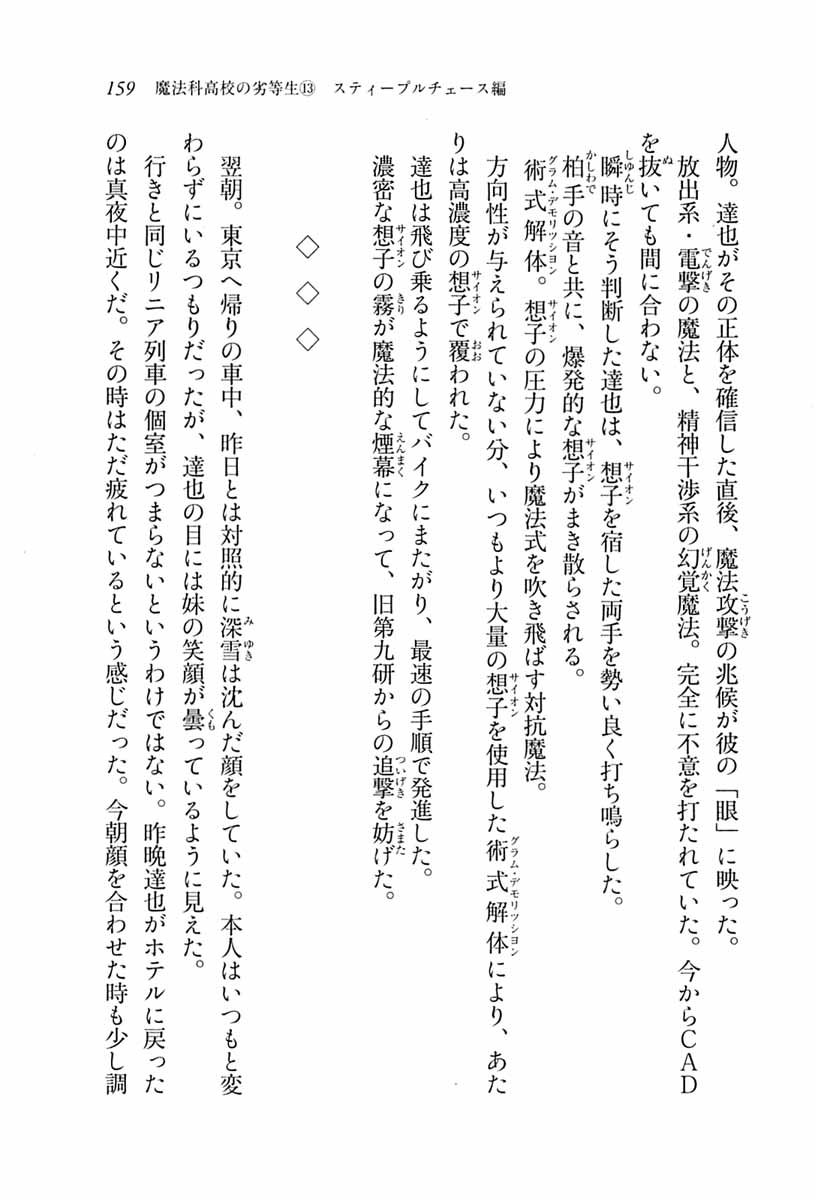 159 魔法科高校の劣等生⑬ スティープルチェース編
人物。達也がその正体を確信した直後、魔法攻撃の兆候が彼の「眼」に映った。
放出系・電撃の魔法と、精神干渉系の幻覚魔法。完全に不意を打たれていた。今からCAD
を抜いても間に合わない。
瞬時にそう判断した達也は、想子を宿した両手を勢い良く打ち鳴らした。
柏手の音と共に、爆発的な想子がまき散らされる。
術式解体。想子の圧力により魔法式を吹き飛ばす対抗魔法。
方向性が与えられていない分、いつもより大量の想子を使用した術式解体により、あた
りは高濃度の想子で覆われた。
達也は飛び乗るようにしてバイクにまたがり、最速の手順で発進した。
濃密な想子の霧が魔法的な煙幕になって、旧第九研からの追撃を妨げた。
◇ ◇ ◇
翌朝。東京へ帰りの車中、昨日とは対照的に深雪は沈んだ顔をしていた。本人はいつもと変
わらずにいるつもりだったが、達也の目には妹の笑顔が曇っているように見えた。
行きと同じリニア列車の個室がつまらないというわけではない。昨晩達也がホテルに戻った
のは真夜中近くだ。その時はただ疲れているという感じだった。今朝顔を合わせた時も少し調